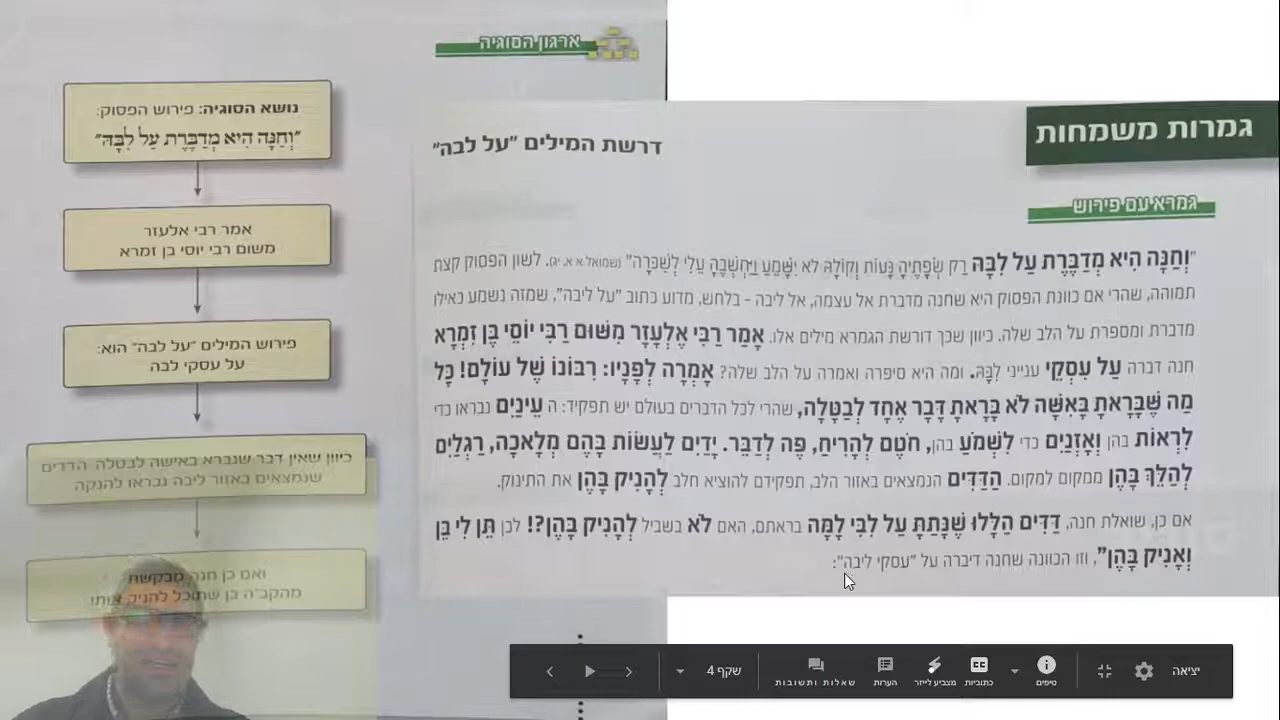 גמרות משמחות
דרשת המילים "על לבה"
גמרא עם פירוש
"וְחַנָּה הִיא מְדַבֶּרֶת עַל לִבָּהּ רַק שְׂפָתֶיהָ נָּעוֹת וְקוֹלָהּ לֹא יִשָּׁמֵעַ וַיַּחְשְׁבֶהָ עֵלִי לְשִׁכֹּרָה" (שמואל א א, יג). לשון הפסוק קצת
תמוהה, שהרי אם כוונת הפסוק היא שחנה מדברת אל עצמה, אל ליבה - בלחש, מדוע כתוב "על ליבה", שמזה נשמע כאילו
מדברת ומספרת על הלב שלה. כיוון שכך דורשת הגמרא מילים אלו. אָמַר רַבִּי אֶלְעָזָר מִשּׁוּם רַבִּי יוֹסֵי בֶּן זִמְרָא
חנה דברה עַל עִסְקֵי ענייני לִבָּהּ. ומה היא סיפרה ואמרה על הלב שלה? אָמְרָה לְפָנָיו: רִבּוֹנוֹ שֶׁל עוֹלָם! כָּל
מַה שֶּׁבָּרָאתָ בָּאִשָּׁה לֹא בָּרָאתָ דָּבָר אֶחָד לְבַטָּלָה, שהרי לכל הדברים בעולם יש תפקיד: ה עֵינַיִם נבראו כדי
לִרְאוֹת בהן וְאָזְנַיִם כדי לִשְׁמֹעַ בהן, חֹטֶם לְהָרִיחַ, פֶּה לְדַבֵּר. יָדַיִם לַעֲשׂוֹת בָּהֶם מְלָאכָה, רַגְלַיִם
לְהַלֵּךְ בָּהֶן ממקום למקום. הַדַּדִּים הנמצאים באזור הלב, תפקידם להוציא חלב לְהָנִיק בָּהֶן את התינוק.
אם כן, שואלת חנה, דַּדִּים הַלָּלוּ שֶׁנָּתַתָּ עַל לִבִּי לָמָּה בראתם, האם לֹא בשביל לְהָנִיק בָּהֶן?! לכן תֵּן לִי בֵּן
וְאָנִיק בָּהֶן", וזו הכוונה שחנה דיברה על "עסקי ליבה":
ארגון הסוגיה
נושא הסוגיה: פירוש הפסוק:
"וְחַנָּה הִיא מְדַבֶּרֶת עַל לִבָּהּ"
אמר רבי אלעזר
משום רבי יוסי בן זמרא
פירוש המילים "על לבה" הוא:
על עסקי לבה
כיוון שאין דבר שנברא באישה לבטלה הדדים
שנמצאים באזור ליבה נבראו להנקה
ואם כן חנה מבקשת
מהקב"ה בן שתוכל להניק אותו.
יציאה
טיפים
כתוביות
מצביע לייזר
הערות
שאלות ותשובות
שקף 4